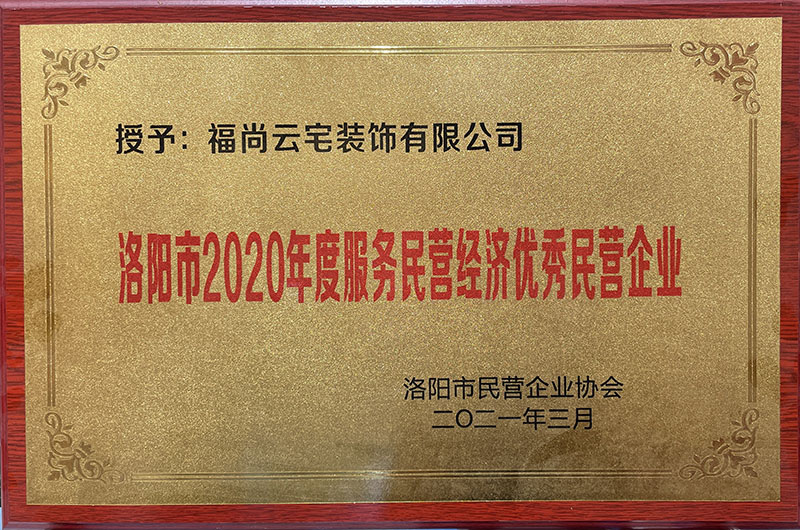 授予：福尚云宅装饰有限公司
洛阳市2020年度服务民营经济优秀民营企业
洛阳市民营企业协会
二〇二一年三月